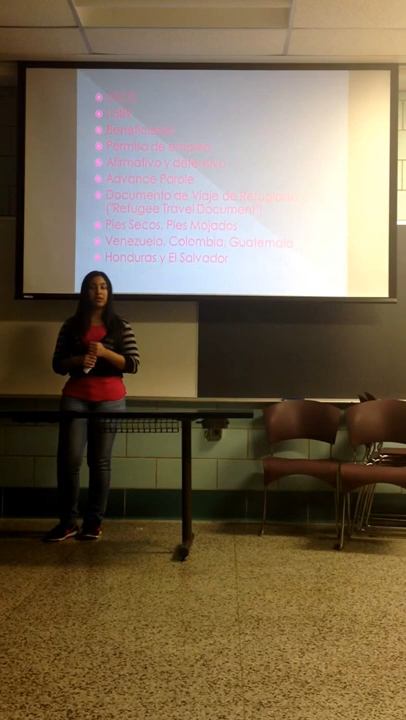 Beneficiario
Permiso de empleo
Afirmativo y defensivo
Advance Parole
Documento de Viaje de Refugiado
("Refugee Travel Document")
Pies Secos, Pies Mojados
Venezuela, Colombia, Guatemala
Honduras y El Salvador